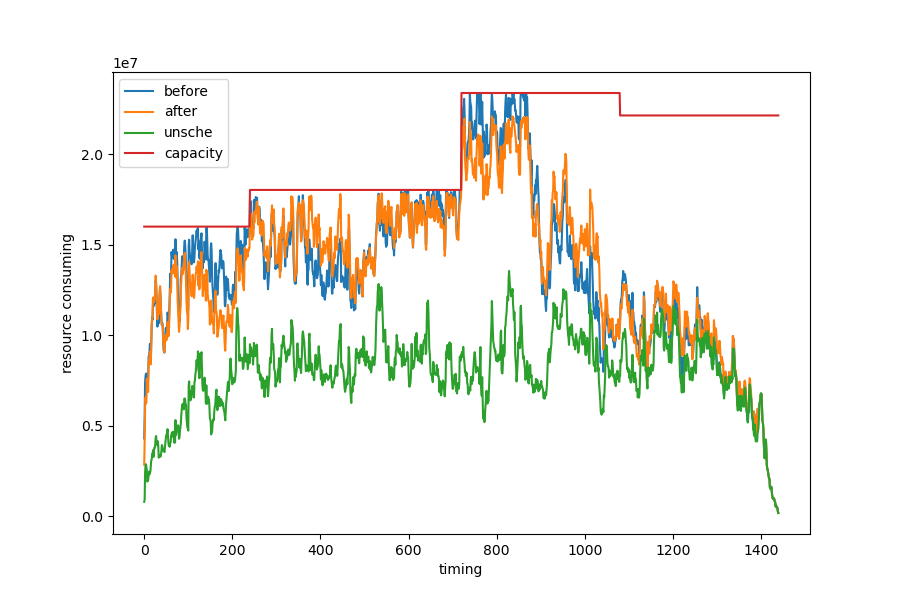 1e7
before
after
unsche
capacity
2.0
1.5
1.0
0.5
0.0
resource consuming
0 200 400 600 800 1000 1200 1400
timing